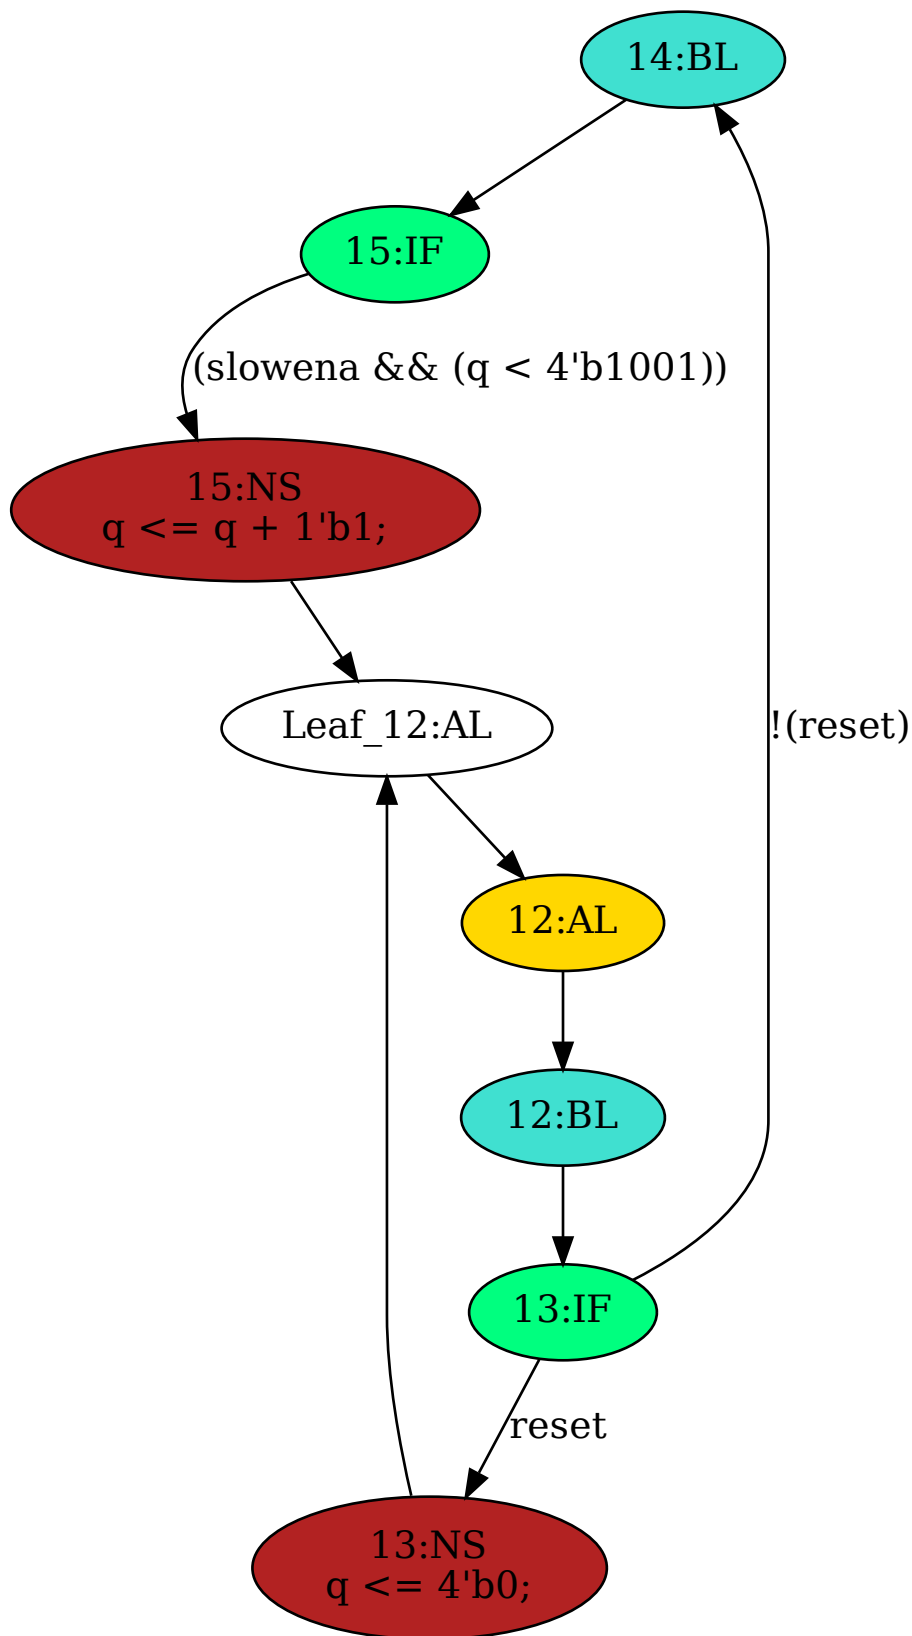 14:BL
15:IF
(slowena && (q < 4'b1001))
15:NS
q <= q + 1'b1;
Leaf_12:AL
!(reset)
12:AL
12:BL
13:IF
reset
13:NS
q <= 4'b0;